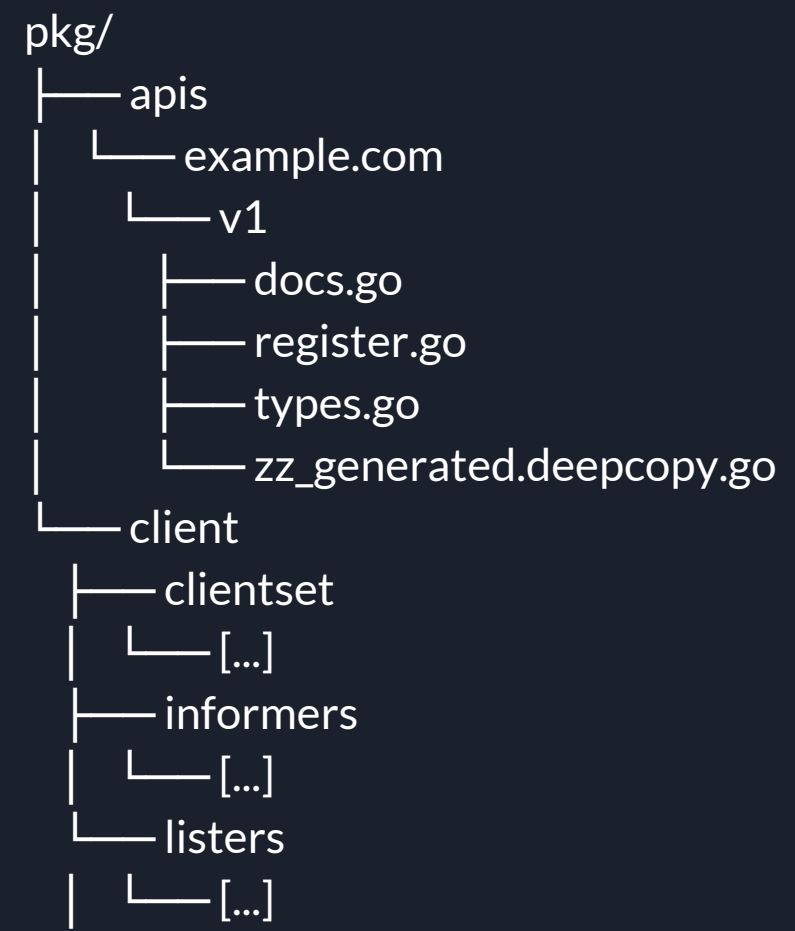 pkg/
├── apis
│   └── example.com
│       └── v1
│           ├── docs.go
│           ├── register.go
│           ├── types.go
│           └── zz_generated.deepcopy.go
└── client
    ├── clientset
    │   └── [...]
    ├── informers
    │   └── [...]
    └── listers
    │   └── [...]